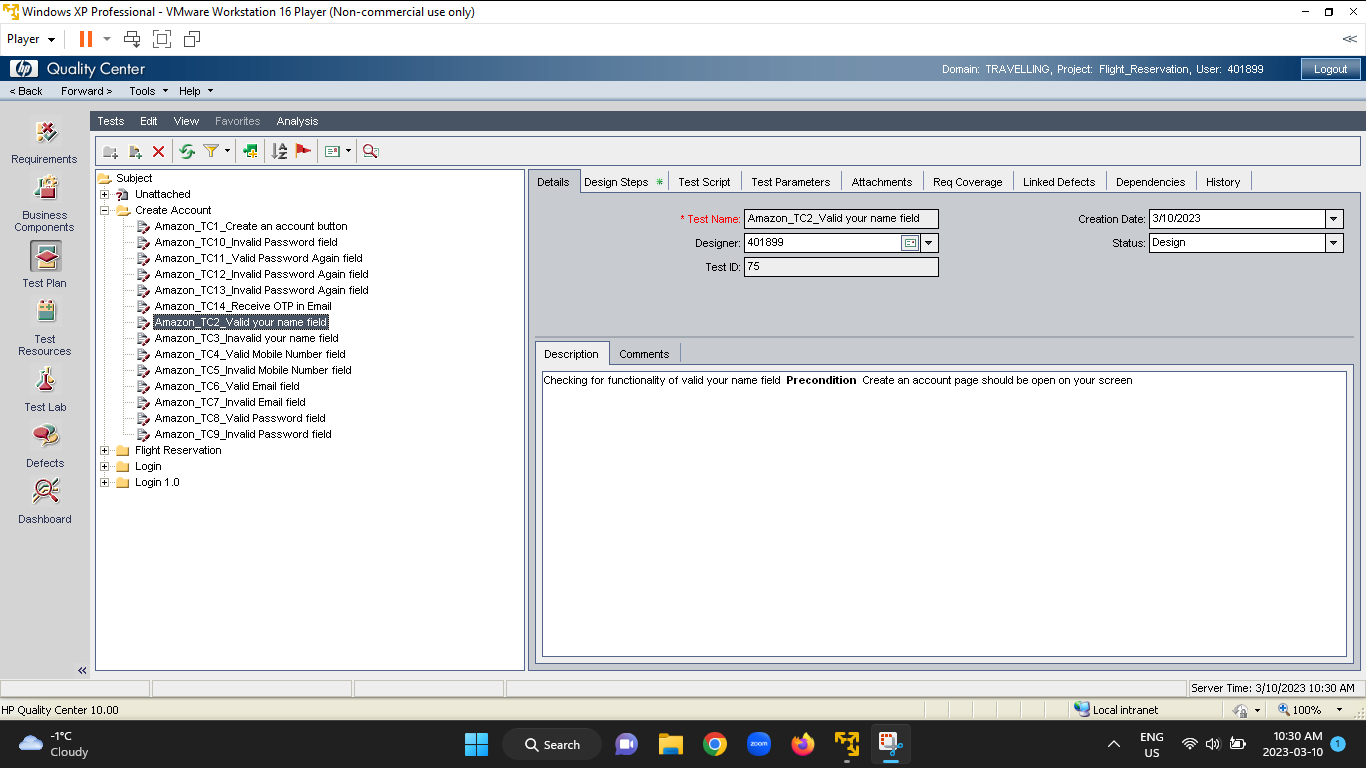 Windows XP Professional - VMware Workstation 16 Player (Non-commercial use only)
Player
hp Quality Center
Domain: TRAVELLING, Project: Flight_Reservation, User: 401899
Logout
< Back Forward > Tools Help
Tests Edit View Favorites Analysis
Requirements
Business
Components
Test Plan
Test
Resources
Test Lab
Defects
Dashboard
Subject
Unattached
Create Account
Amazon_TC1_Create an account button
Amazon_TC10_Invalid Password field
Amazon_TC11_Valid Password Again field
Amazon_TC12_Invalid Password Again field
Amazon_TC13_Invalid Password Again field
Amazon_TC14_Receive OTP in Email
Amazon_TC2_Valid your name field
Amazon_TC3_Inavalid your name field
Amazon_TC4_Valid Mobile Number field
Amazon_TC5_Invalid Mobile Number field
Amazon_TC6_Valid Email field
Amazon_TC7_Invalid Email field
Amazon_TC8_Valid Password field
Amazon_TC9_Invalid Password field
Flight Reservation
Login
Login 1.0
Details Design Steps * Test Script Test Parameters Attachments Req Coverage Linked Defects Dependencies History
* Test Name: Amazon_TC2_Valid your name field
Creation Date: 3/10/2023
Designer: 401899
Status: Design
Test ID: 75
Description Comments
Checking for functionality of valid your name field Precondition Create an account page should be open on your screen
Server Time: 3/10/2023 10:30 AM
HP Quality Center 10.00
Local intranet
100%
-1°C
Cloudy
Search
zoom
ENG
US
10:30 AM
2023-03-10
1